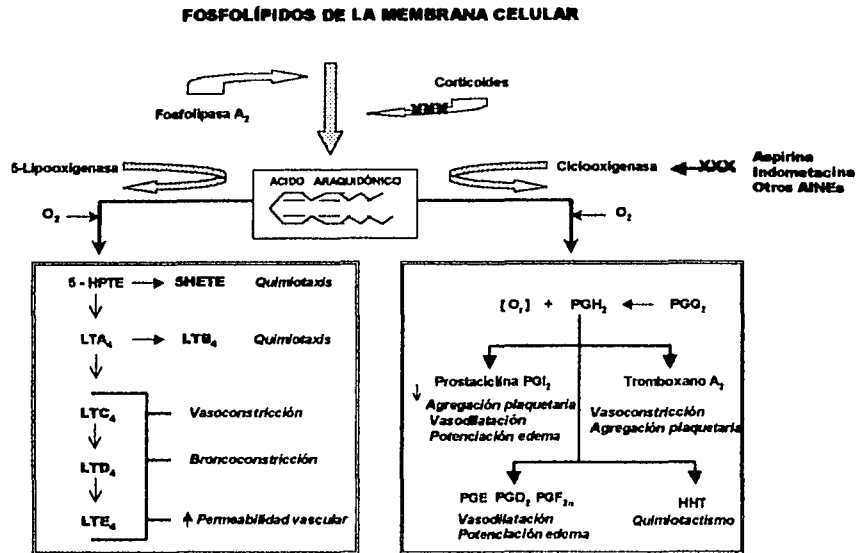 FOSFOLÍPIDOS DE LA MEMBRANA CELULAR
Corticoides
XXX
Fosfolipasa A2
5-Lipooxigenasa
Ciclooxigenasa
XXX
Aspirina
Indometacina
Otros AINEs
ACIDO ARAQUIDÓNICO
O2
O2
5 - HPTE
5HETE
Quimiotaxis
LTA4
LTB4
Quimiotaxis
LTC4
Vasoconstricción
LTD4
Broncoconstricción
LTE4
Permeabilidad vascular
[O2] + PGH2
PGG2
Prostaciclina PGI2
Agregación plaquetaria
Vasodilatación
Potenciación edema
Tromboxano A2
Vasoconstricción
Agregación plaquetaria
PGE PGD2 PGF2α
Vasodilatación
Potenciación edema
HHT
Quimiotactismo